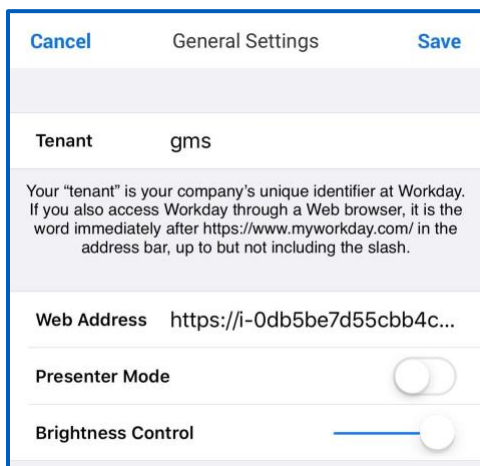 Cancel General Settings Save
Tenant gms
Your “tenant” is your company’s unique identifier at Workday.
If you also access Workday through a Web browser, it is the
word immediately after https://www.myworkday.com/ in the
address bar, up to but not including the slash.
Web Address https://i-0db5be7d55cbb4c...
Presenter Mode
Brightness Control